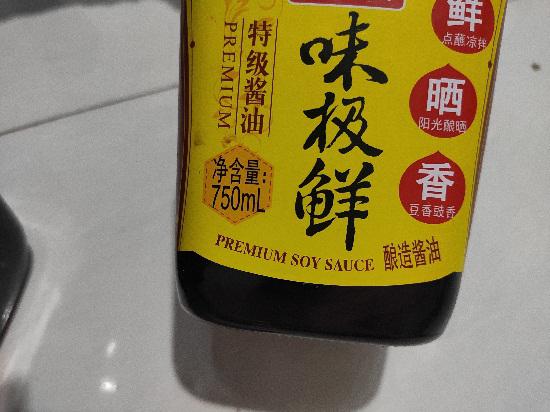 特级酱油
PREMIUM
净含量:
750mL
味极鲜
鲜
点蘸凉拌
晒
阳光酿晒
香
豆香豉香
PREMIUM SOY SAUCE
酿造酱油